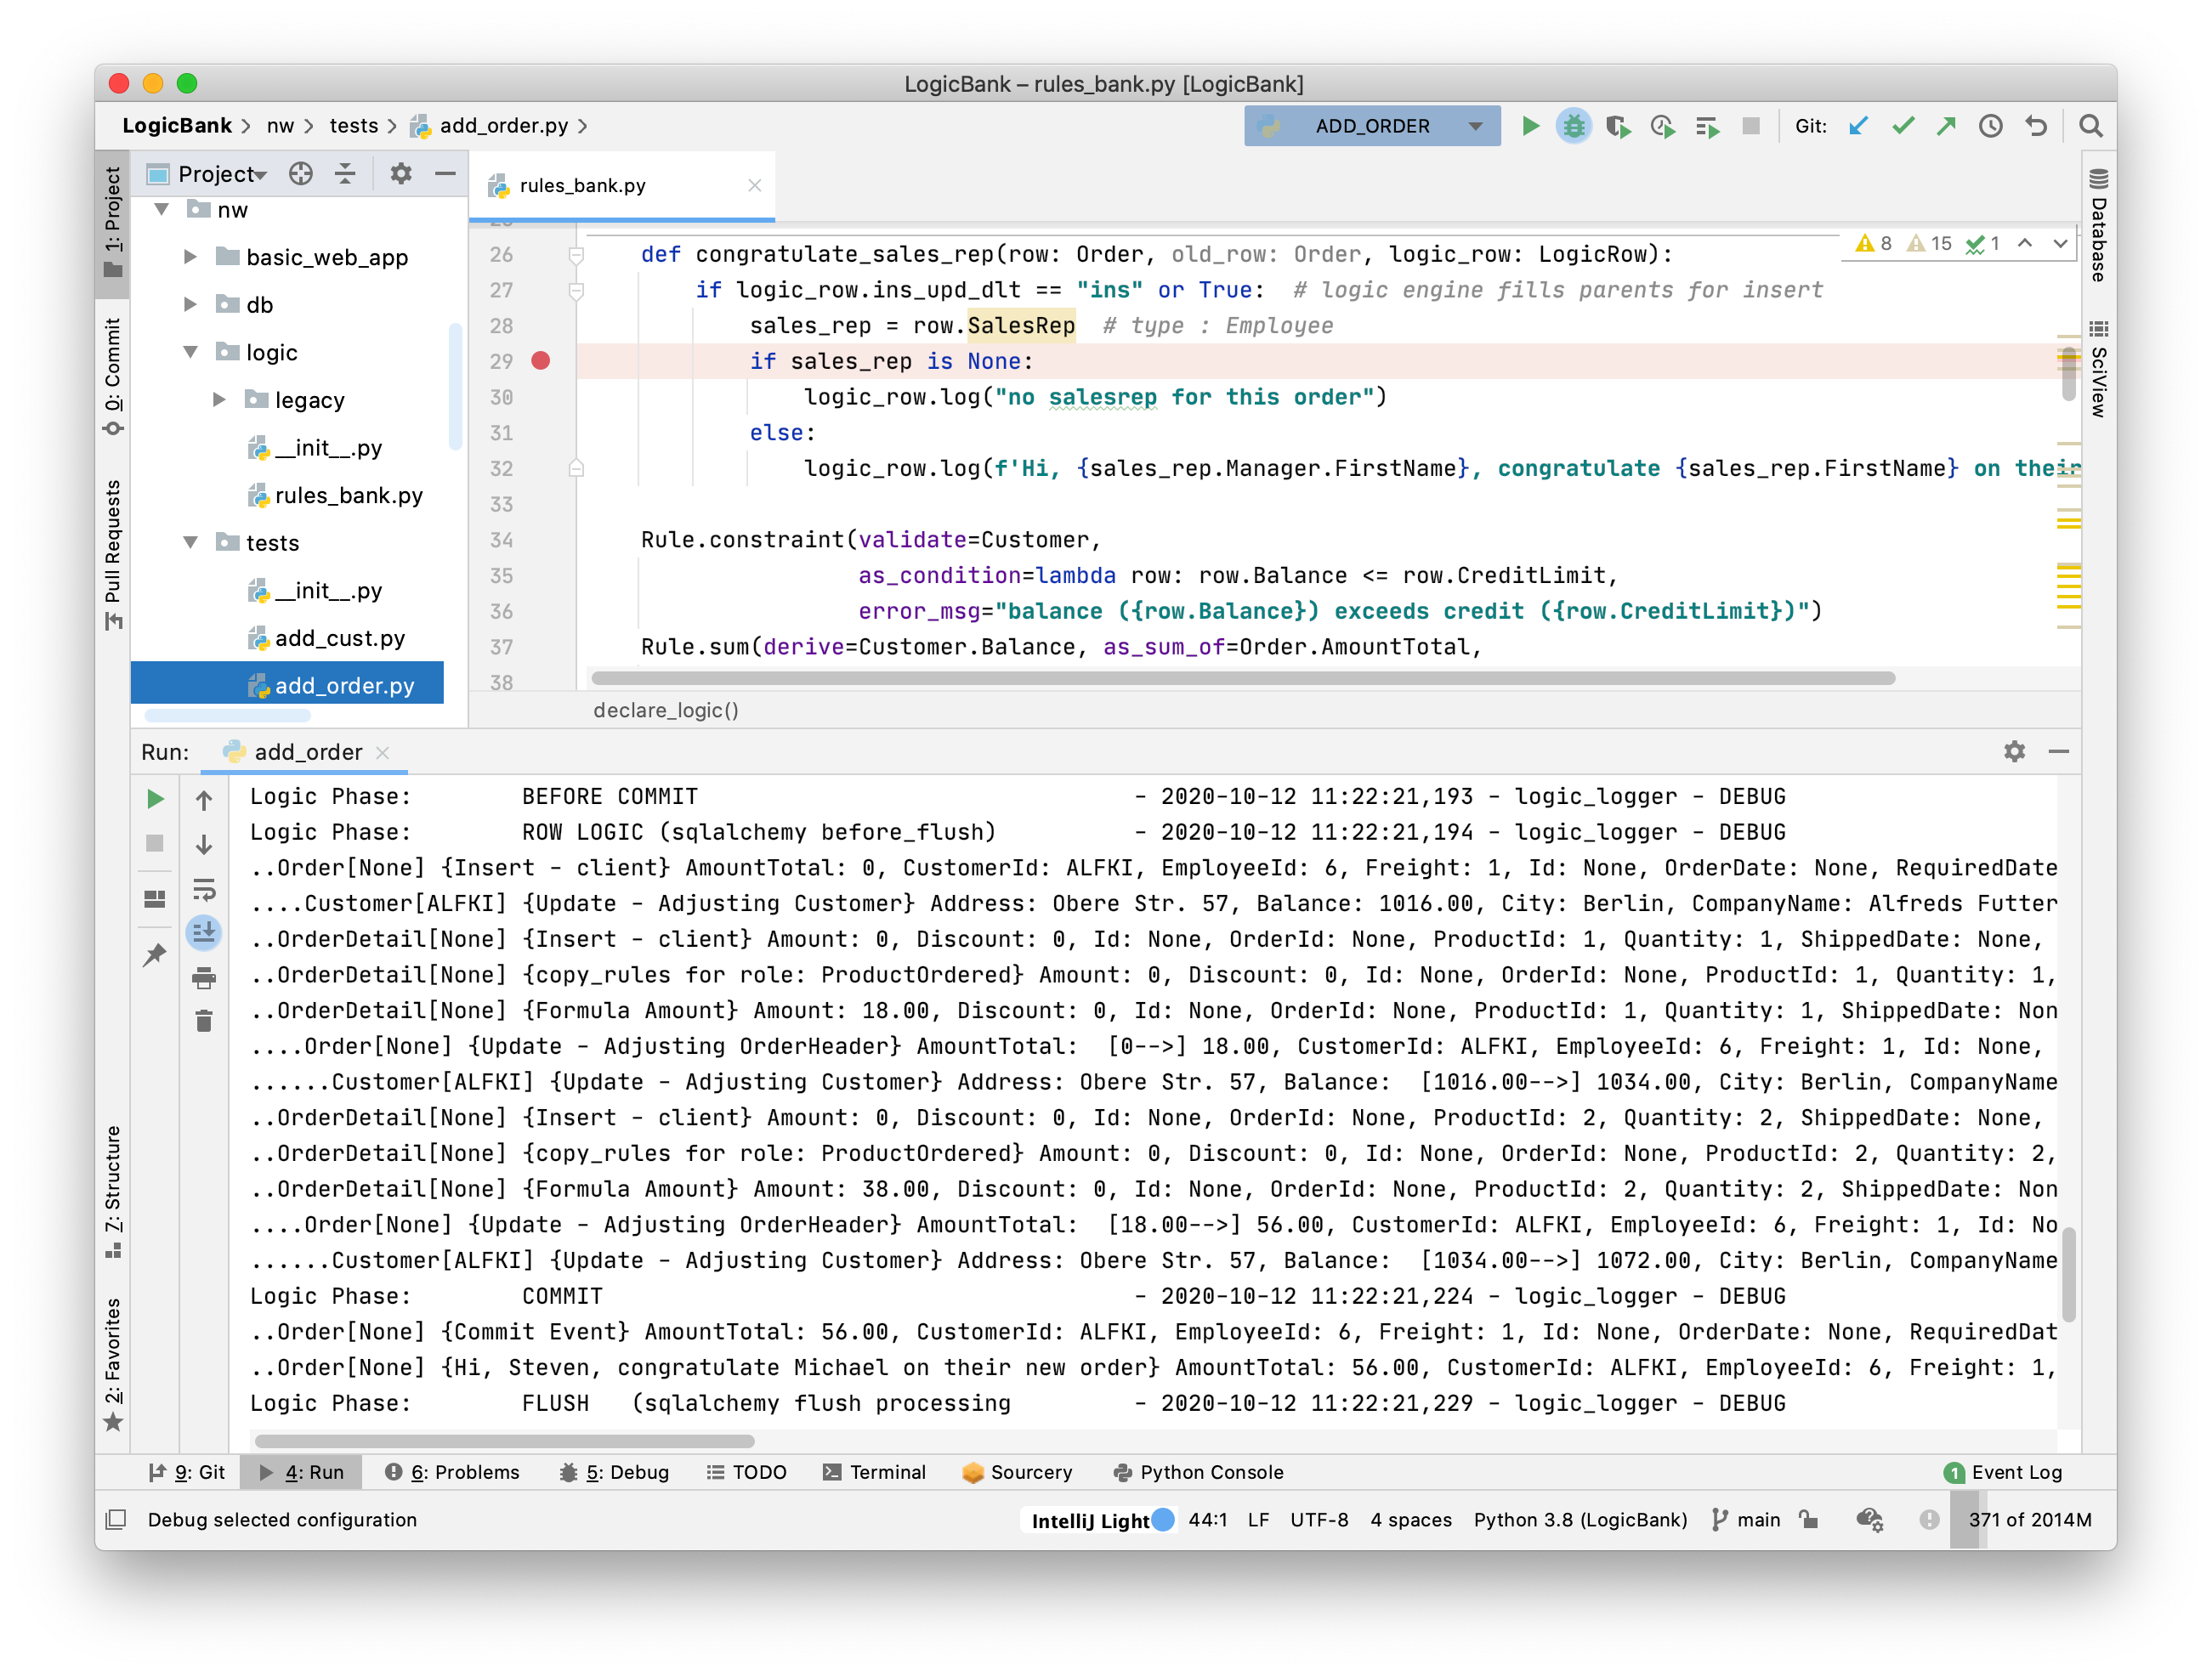 LogicBank – rules_bank.py [LogicBank]
LogicBank nw tests add_order.py ADD_ORDER Git:
1: Project
0: Commit
Pull Requests
7: Structure
2: Favorites
Project
nw
basic_web_app
db
logic
legacy
__init__.py
rules_bank.py
tests
__init__.py
add_cust.py
add_order.py
rules_bank.py
8 15 1
26 def congratulate_sales_rep(row: Order, old_row: Order, logic_row: LogicRow):
27 if logic_row.ins_upd_dlt == "ins" or True: # logic engine fills parents for insert
28 sales_rep = row.SalesRep # type : Employee
29 if sales_rep is None:
30 logic_row.log("no salesrep for this order")
31 else:
32 logic_row.log(f'Hi, {sales_rep.Manager.FirstName}, congratulate {sales_rep.FirstName} on their
33
34 Rule.constraint(validate=Customer,
35 as_condition=lambda row: row.Balance <= row.CreditLimit,
36 error_msg="balance ({row.Balance}) exceeds credit ({row.CreditLimit})")
37 Rule.sum(derive=Customer.Balance, as_sum_of=Order.AmountTotal,
38
declare_logic()
Database
SciView
Run: add_order
Logic Phase: BEFORE COMMIT - 2020-10-12 11:22:21,193 - logic_logger - DEBUG
Logic Phase: ROW LOGIC (sqlalchemy before_flush) - 2020-10-12 11:22:21,194 - logic_logger - DEBUG
..Order[None] {Insert - client} AmountTotal: 0, CustomerId: ALFKI, EmployeeId: 6, Freight: 1, Id: None, OrderDate: None, RequiredDate
....Customer[ALFKI] {Update - Adjusting Customer} Address: Obere Str. 57, Balance: 1016.00, City: Berlin, CompanyName: Alfreds Futter
..OrderDetail[None] {Insert - client} Amount: 0, Discount: 0, Id: None, OrderId: None, ProductId: 1, Quantity: 1, ShippedDate: None,
..OrderDetail[None] {copy_rules for role: ProductOrdered} Amount: 0, Discount: 0, Id: None, OrderId: None, ProductId: 1, Quantity: 1,
..OrderDetail[None] {Formula Amount} Amount: 18.00, Discount: 0, Id: None, OrderId: None, ProductId: 1, Quantity: 1, ShippedDate: Non
....Order[None] {Update - Adjusting OrderHeader} AmountTotal: [0-->] 18.00, CustomerId: ALFKI, EmployeeId: 6, Freight: 1, Id: None,
......Customer[ALFKI] {Update - Adjusting Customer} Address: Obere Str. 57, Balance: [1016.00-->] 1034.00, City: Berlin, CompanyName
..OrderDetail[None] {Insert - client} Amount: 0, Discount: 0, Id: None, OrderId: None, ProductId: 2, Quantity: 2, ShippedDate: None,
..OrderDetail[None] {copy_rules for role: ProductOrdered} Amount: 0, Discount: 0, Id: None, OrderId: None, ProductId: 2, Quantity: 2,
..OrderDetail[None] {Formula Amount} Amount: 38.00, Discount: 0, Id: None, OrderId: None, ProductId: 2, Quantity: 2, ShippedDate: Non
....Order[None] {Update - Adjusting OrderHeader} AmountTotal: [18.00-->] 56.00, CustomerId: ALFKI, EmployeeId: 6, Freight: 1, Id: No
......Customer[ALFKI] {Update - Adjusting Customer} Address: Obere Str. 57, Balance: [1034.00-->] 1072.00, City: Berlin, CompanyName
Logic Phase: COMMIT - 2020-10-12 11:22:21,224 - logic_logger - DEBUG
..Order[None] {Commit Event} AmountTotal: 56.00, CustomerId: ALFKI, EmployeeId: 6, Freight: 1, Id: None, OrderDate: None, RequiredDat
..Order[None] {Hi, Steven, congratulate Michael on their new order} AmountTotal: 56.00, CustomerId: ALFKI, EmployeeId: 6, Freight: 1,
Logic Phase: FLUSH (sqlalchemy flush processing - 2020-10-12 11:22:21,229 - logic_logger - DEBUG
9: Git 4: Run 6: Problems 5: Debug TODO Terminal Sourcery Python Console 1 Event Log
Debug selected configuration IntelliJ Light 44:1 LF UTF-8 4 spaces Python 3.8 (LogicBank) main 371 of 2014M